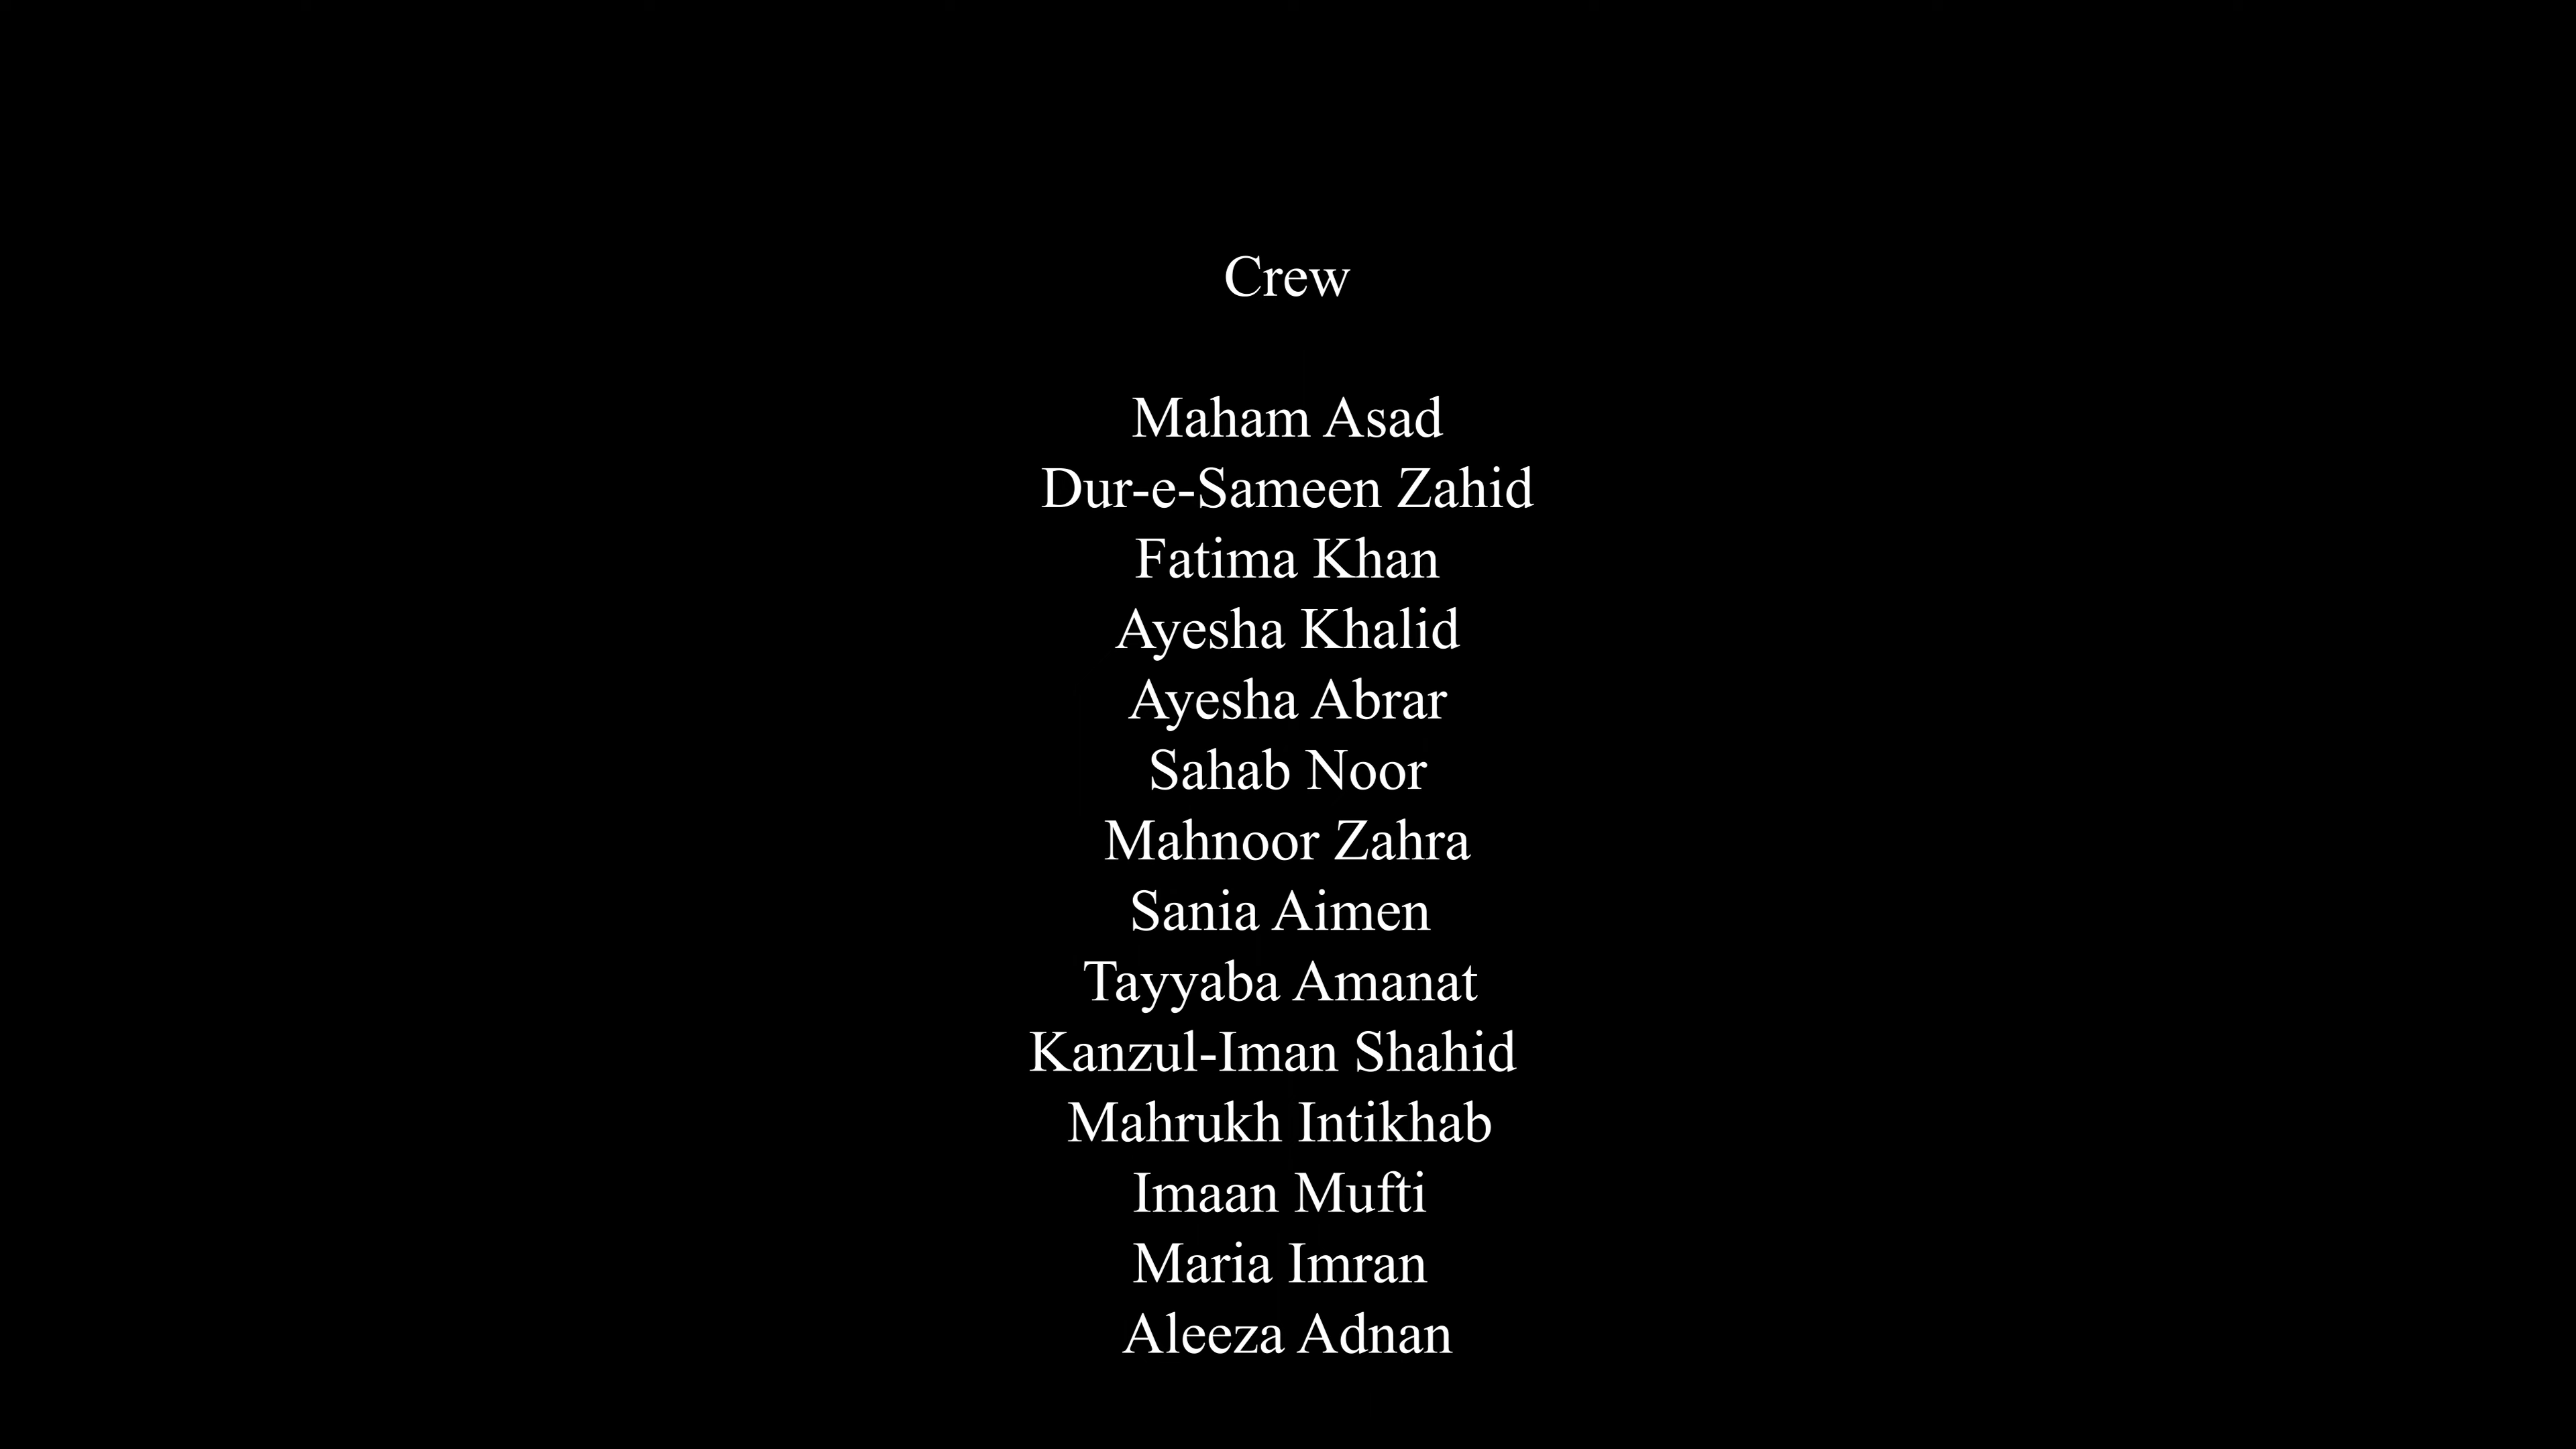 Crew
Maham Asad
Dur-e-Sameen Zahid
Fatima Khan
Ayesha Khalid
Ayesha Abrar
Sahab Noor
Mahnoor Zahra
Sania Aimen
Tayyaba Amanat
Kanzul-Iman Shahid
Mahrukh Intikhab
Imaan Mufti
Maria Imran
Aleeza Adnan